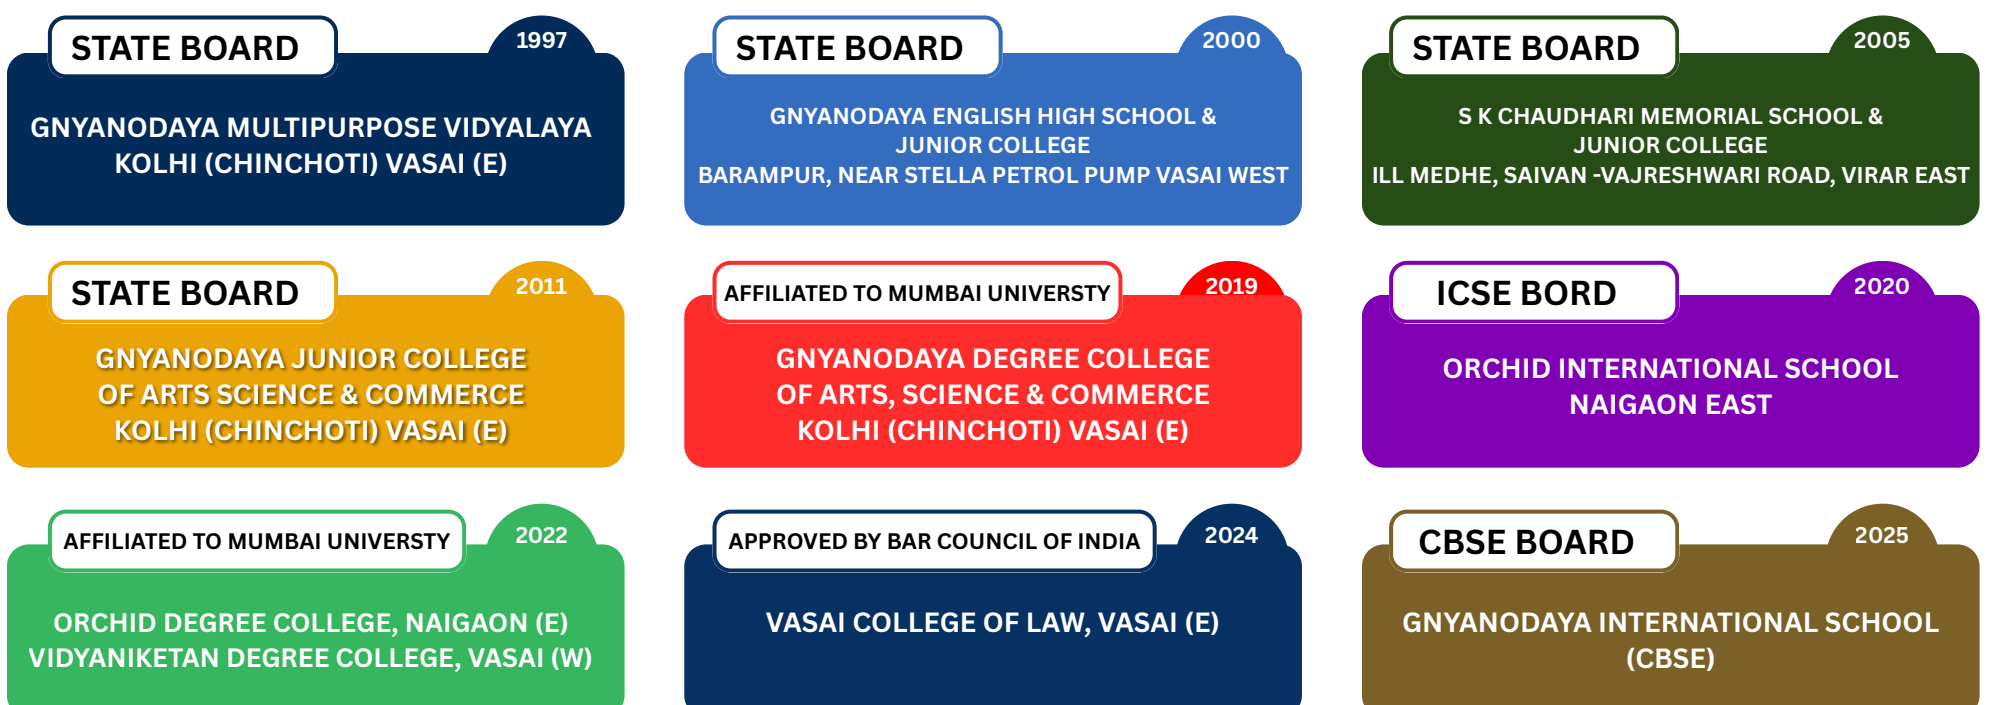 STATE BOARD
1997
GNYANODAYA MULTIPURPOSE VIDYALAYA
KOLHI (CHINCHOTI) VASAI (E)
STATE BOARD
2000
GNYANODAYA ENGLISH HIGH SCHOOL &
JUNIOR COLLEGE
BARAMPUR, NEAR STELLA PETROL PUMP VASAI WEST
STATE BOARD
2005
S K CHAUDHARI MEMORIAL SCHOOL &
JUNIOR COLLEGE
ILL MEDHE, SAIVAN -VAJRESHWARI ROAD, VIRAR EAST
STATE BOARD
2011
GNYANODAYA JUNIOR COLLEGE
OF ARTS SCIENCE & COMMERCE
KOLHI (CHINCHOTI) VASAI (E)
AFFILIATED TO MUMBAI UNIVERSTY
2019
GNYANODAYA DEGREE COLLEGE
OF ARTS, SCIENCE & COMMERCE
KOLHI (CHINCHOTI) VASAI (E)
ICSE BORD
2020
ORCHID INTERNATIONAL SCHOOL
NAIGAON EAST
AFFILIATED TO MUMBAI UNIVERSTY
2022
ORCHID DEGREE COLLEGE, NAIGAON (E)
VIDYANIKETAN DEGREE COLLEGE, VASAI (W)
APPROVED BY BAR COUNCIL OF INDIA
2024
VASAI COLLEGE OF LAW, VASAI (E)
CBSE BOARD
2025
GNYANODAYA INTERNATIONAL SCHOOL
(CBSE)